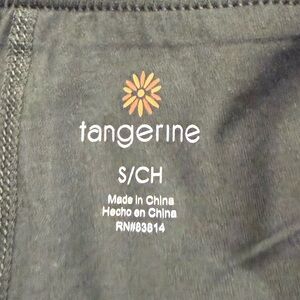 tangerine
S/CH
Made in China
Hecho en China
RN#83814